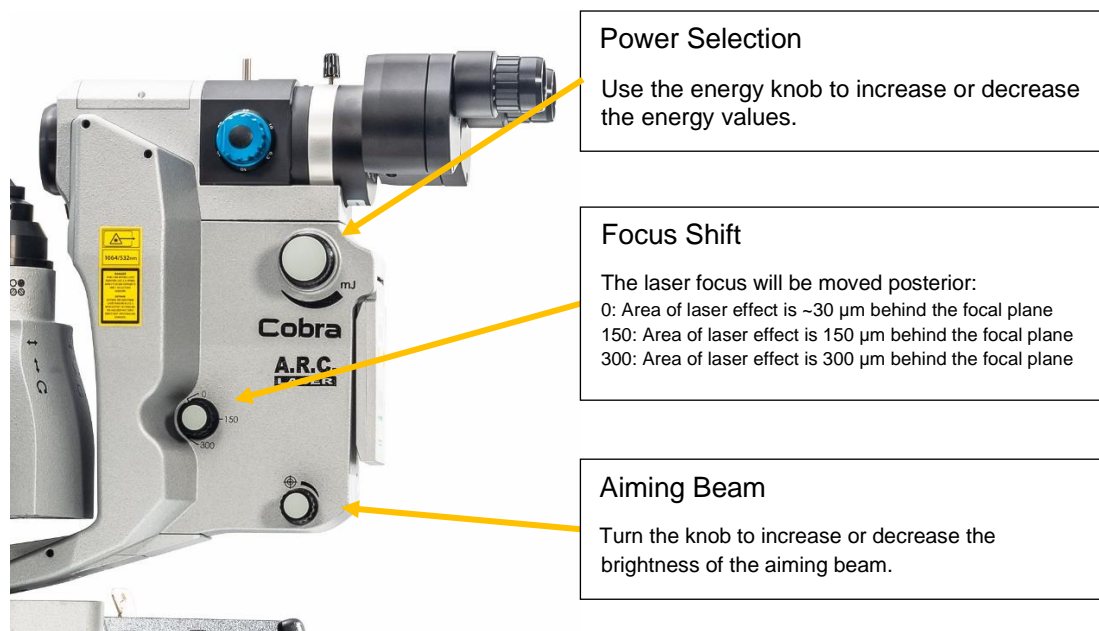 Power Selection
Use the energy knob to increase or decrease
the energy values.
Focus Shift
The laser focus will be moved posterior:
0: Area of laser effect is ~30 µm behind the focal plane
150: Area of laser effect is 150 µm behind the focal plane
300: Area of laser effect is 300 µm behind the focal plane
Aiming Beam
Turn the knob to increase or decrease the
brightness of the aiming beam.
1064/532nm
DANGER
mJ
Cobra
A.R.C.
LASER
0
150
300